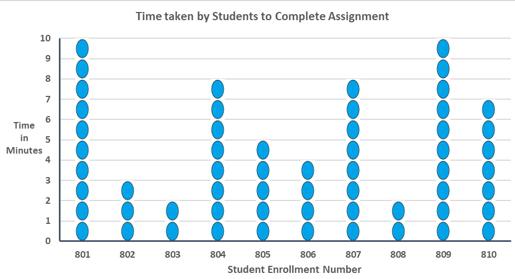 Time taken by Students to Complete Assignment
10
9
8
7
6
5
4
3
2
1
0
Time
in
Minutes
801 802 803 804 805 806 807 808 809 810
Student Enrollment Number